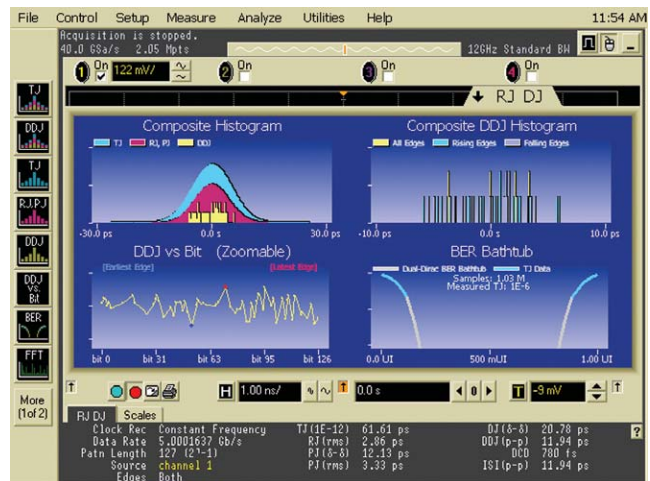 File Control Setup Measure Analyze Utilities Help 11:54 AM
Acquisition is stopped.
40.0 GSa/s 2.05 Mpts 12GHz Standard BW
1 On 122 mV/ 2 On 3 On 4 On
RJ DJ
TJ
DDJ
TJ
RJ,PJ
DDJ
DDJ
vs.
Bit
BER
FFT
More
(1of 2)
Composite Histogram
TJ RJ, PJ DDJ
-30.0 ps 0.0 s 30.0 ps
Composite DDJ Histogram
All Edges Rising Edges Falling Edges
-10.0 ps 0.0 s 10.0 ps
DDJ vs Bit (Zoomable)
[Earliest Edge] [Latest Edge]
bit 0 bit 31 bit 63 bit 95 bit 126
BER Bathtub
Dual-Dirac BER Bathtub TJ Data
Samples: 1.03 M
Measured TJ: 1E-6
0.0 UI 500 mUI 1.00 UI
H 1.00 ns/ 0.0 s 0 T -9 mV
RJ DJ Scales
Clock Rec Constant Frequency TJ(1E-12) 61.61 ps DJ(δ-δ) 20.78 ps
Data Rate 5.0001637 Gb/s RJ(rms) 2.86 ps DDJ(p-p) 11.94 ps
Patn Length 127 (2⁷-1) PJ(δ-δ) 12.13 ps DCD 780 fs
Source channel 1 PJ(rms) 3.33 ps ISI(p-p) 11.94 ps
Edges Both
?